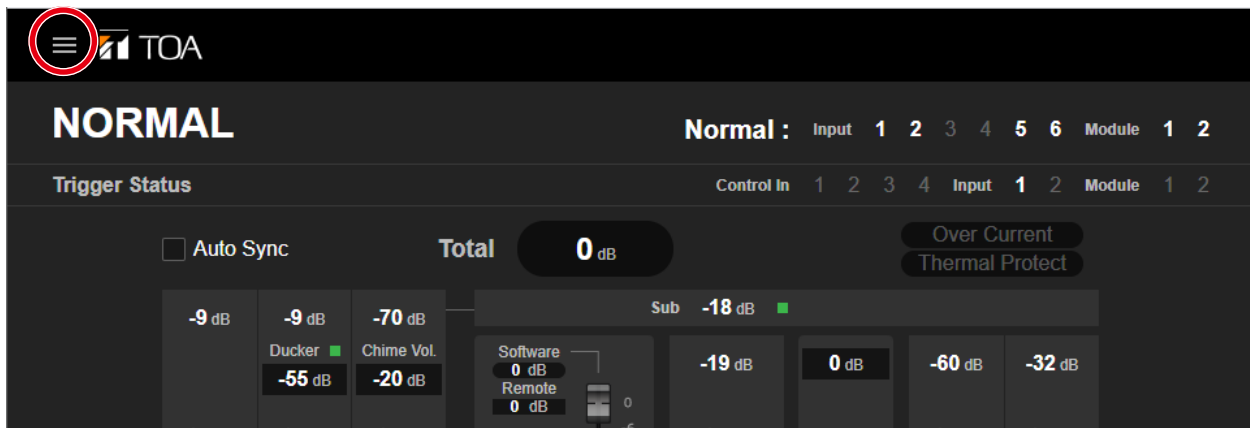 TOA
NORMAL
Normal : Input 1 2 3 4 5 6 Module 1 2
Trigger Status
Control In 1 2 3 4 Input 1 2 Module 1 2
Auto Sync
Total 0 dB
Over Current
Thermal Protect
Sub -18 dB
-9 dB -9 dB -70 dB
Ducker Chime Vol.
-55 dB -20 dB
Software
0 dB
Remote
0 dB
0
-19 dB 0 dB -60 dB -32 dB